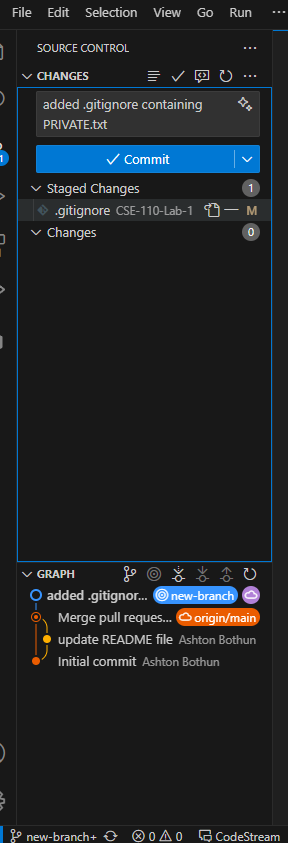 File Edit Selection View Go Run
SOURCE CONTROL
CHANGES
added .gitignore containing
PRIVATE.txt
Commit
Staged Changes 1
.gitignore CSE-110-Lab-1 M
Changes 0
GRAPH
added .gitignor... new-branch
Merge pull reques... origin/main
update README file Ashton Bothun
Initial commit Ashton Bothun
new-branch+ 0 0 CodeStream